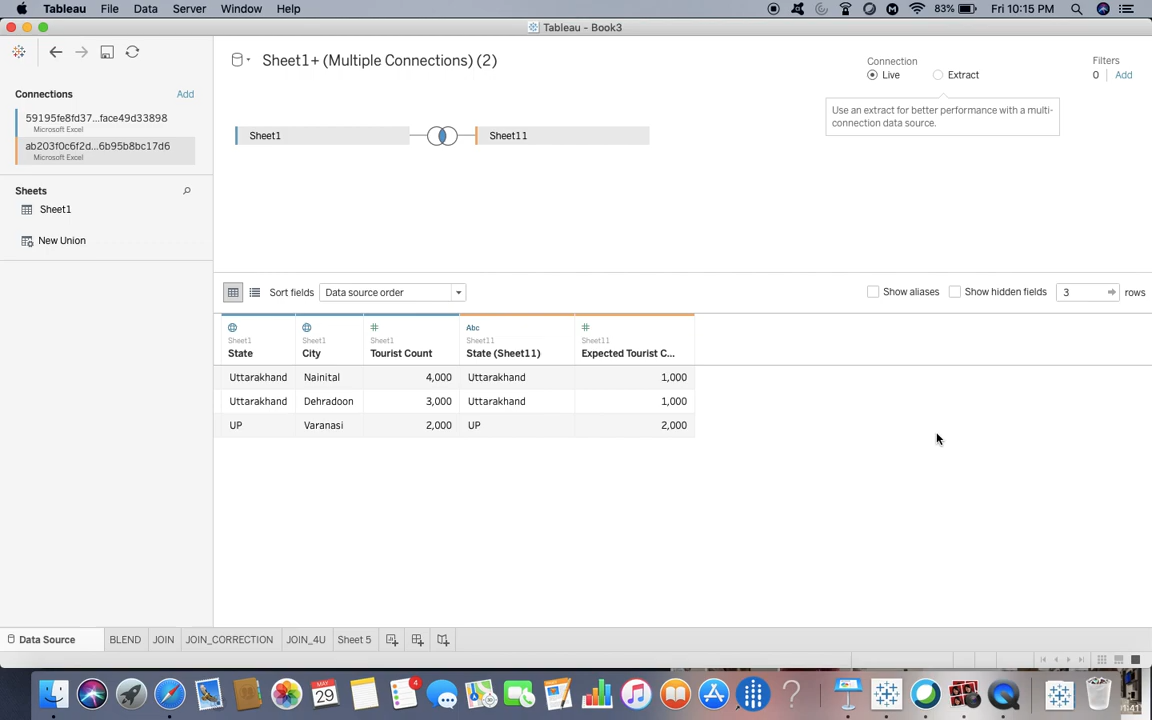 Tableau File Data Server Window Help 83% Fri 10:15 PM
Tableau - Book3
Connections Add
59195fe8fd37...face49d33898
Microsoft Excel
ab203f0c6f2d...6b95b8bc17d6
Microsoft Excel
Sheets
Sheet1
New Union
Sheet1+ (Multiple Connections) (2)
Connection
Live Extract
Filters
0 Add
Use an extract for better performance with a multi-
connection data source.
Sheet1 Sheet11
Sort fields Data source order Show aliases Show hidden fields 3 rows
Abc
Sheet1 Sheet1 Sheet1 Sheet11 Sheet11
State City Tourist Count State (Sheet11) Expected Tourist C...
Uttarakhand Nainital 4,000 Uttarakhand 1,000
Uttarakhand Dehradoon 3,000 Uttarakhand 1,000
UP Varanasi 2,000 UP 2,000
Data Source BLEND JOIN JOIN_CORRECTION JOIN_4U Sheet 5
MAY
29
4